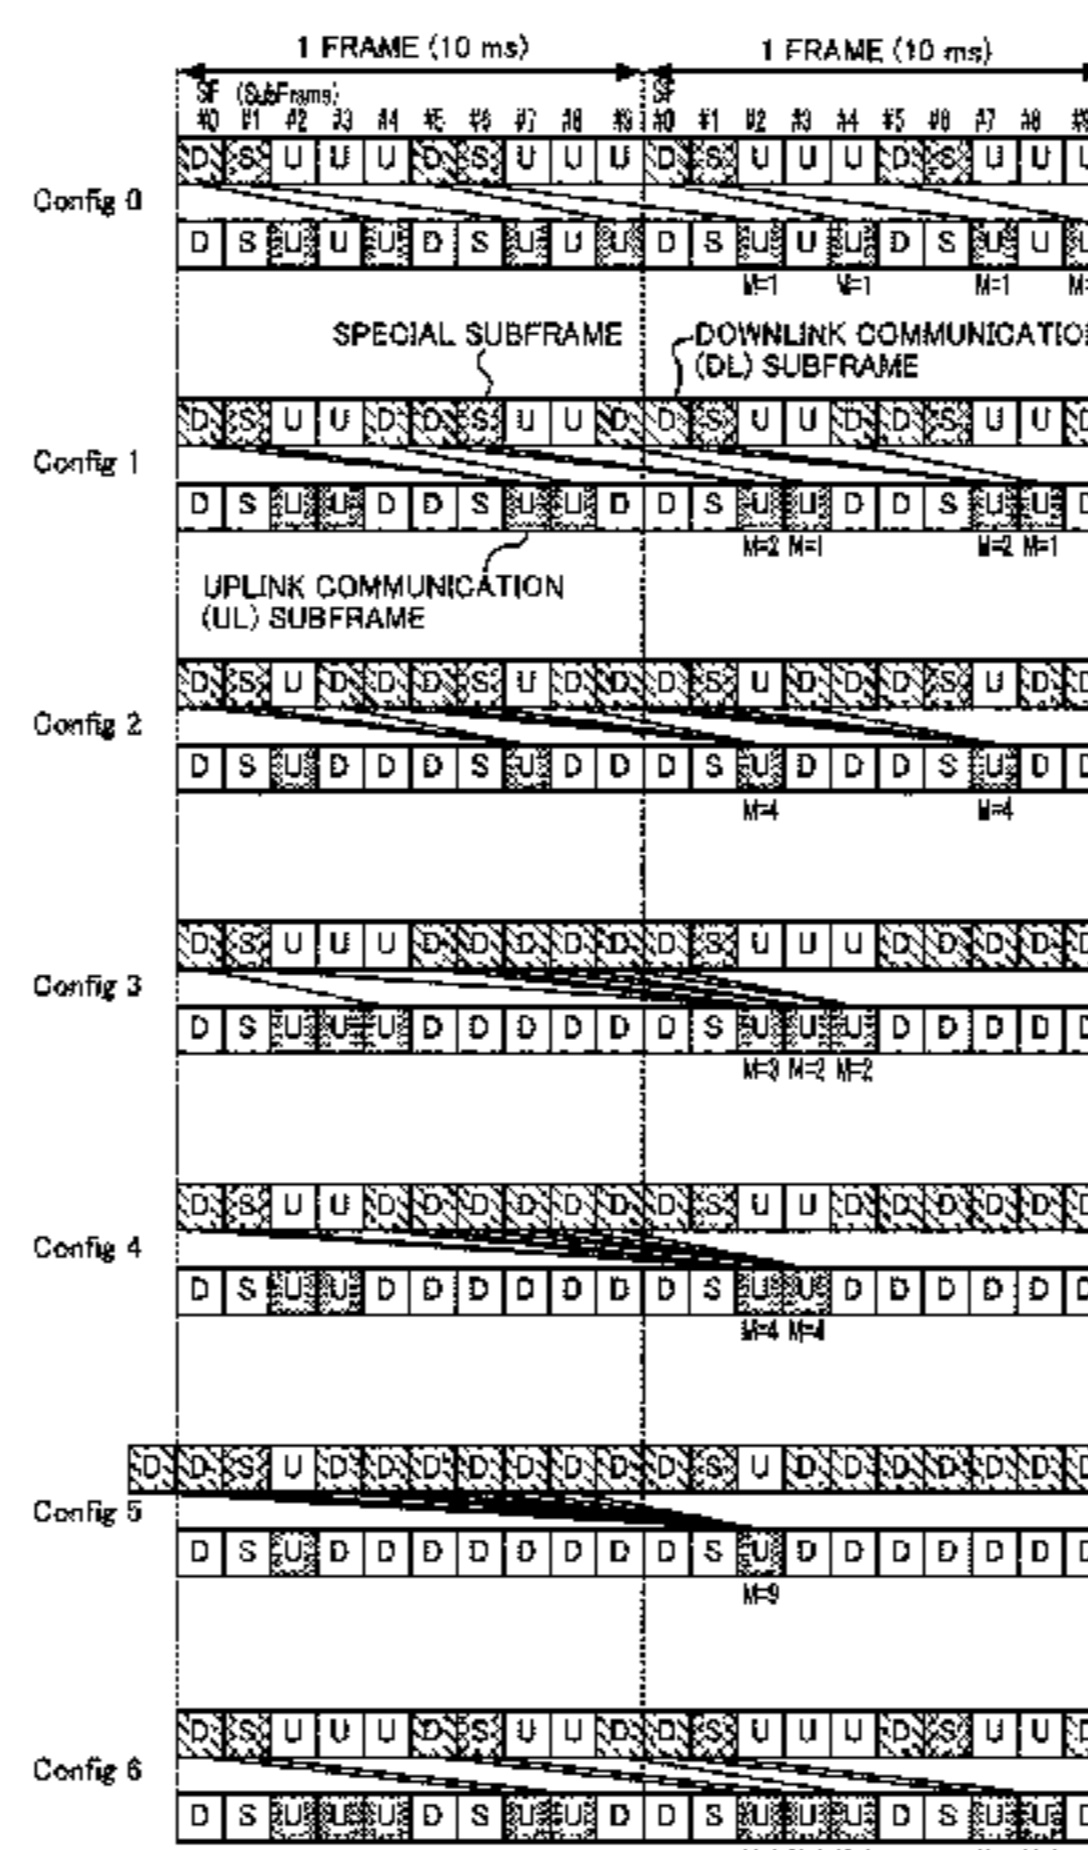 1 FRAME (10 ms) 1 FRAME (10 ms)
SF (SubFrame) SF
#0 #1 #2 #3 #4 #5 #6 #7 #8 #9 #0 #1 #2 #3 #4 #5 #6 #7 #8 #9
D S U U U D S U U U D S U U U D S U U U
Config 0
D S U U U D S U U U D S U U U D S U U U
M=1 M=1 M=1 M=
SPECIAL SUBFRAME DOWNLINK COMMUNICATIO
(DL) SUBFRAME
D S U U D D S U U D D S U U D D S U U D
Config 1
D S U U D D S U U D D S U U D D S U U D
M=2 M=1 M=2 M=1
UPLINK COMMUNICATION
(UL) SUBFRAME
D S U D D D S U D D D S U D D D S U D D
Config 2
D S U D D D S U D D D S U D D D S U D D
M=4 M=4
D S U U U D D D D D D S U U U D D D D D
Config 3
D S U U U D D D D D D S U U U D D D D D
M=3 M=2 M=2
D S U U D D D D D D D S U U D D D D D D
Config 4
D S U U D D D D D D D S U U D D D D D D
M=4 M=4
D D S U D D D D D D D D S U D D D D D D D
Config 5
D S U D D D D D D D D S U D D D D D D D
M=9
D S U U U D S U U D D S U U U D S U U D
Config 6
D S U U U D S U U D D S U U U D S U U D